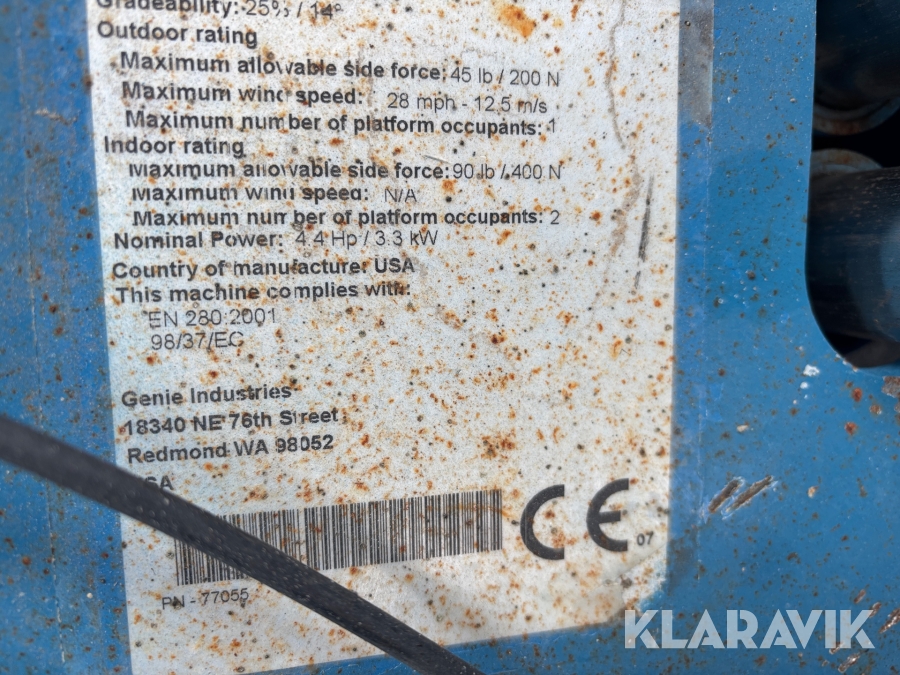 Gradeability: 25% / 14°
Outdoor rating
Maximum allowable side force: 45 lb / 200 N
Maximum wind speed: 28 mph - 12.5 m/s
Maximum number of platform occupants: 1
Indoor rating
Maximum allowable side force: 90 lb / 400 N
Maximum wind speed: N/A
Maximum number of platform occupants: 2
Nominal Power: 4.4 Hp / 3.3 kW
Country of manufacture: USA
This machine complies with:
EN 280:2001
98/37/EC
Genie Industries
18340 NE 76th Street
Redmond WA 98052
USA
CE 07
PN - 77055
KLARAVIK